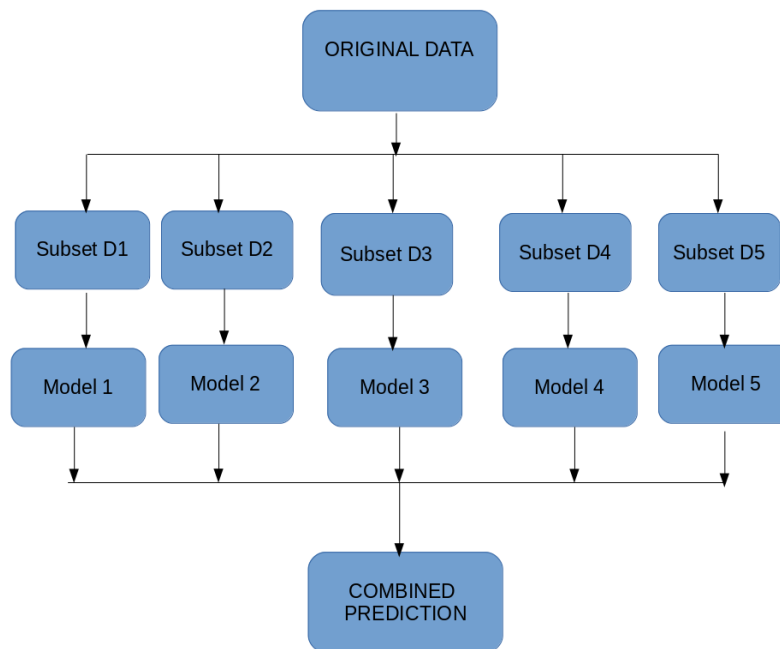 ORIGINAL DATA
Subset D1
Subset D2
Subset D3
Subset D4
Subset D5
Model 1
Model 2
Model 3
Model 4
Model 5
COMBINED
PREDICTION